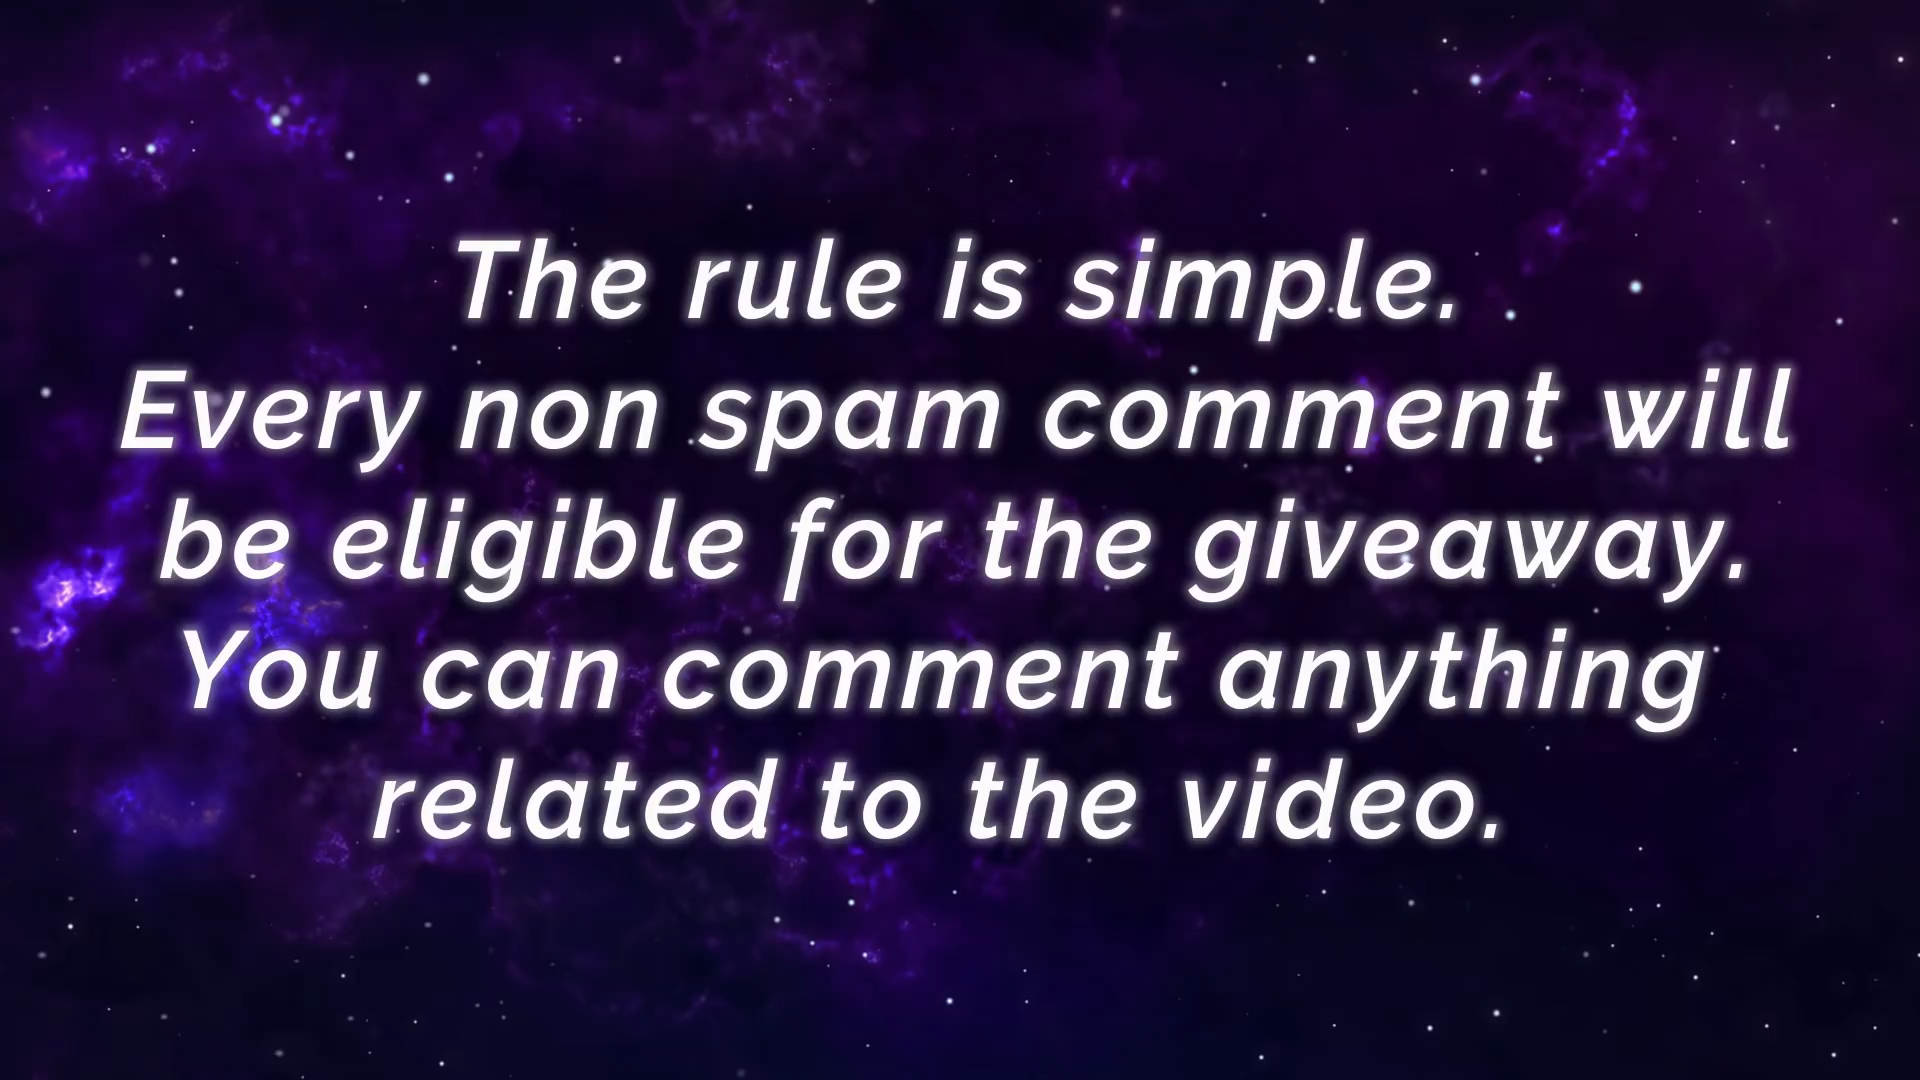 The rule is simple.
Every non spam comment will
be eligible for the giveaway.
You can comment anything
related to the video.